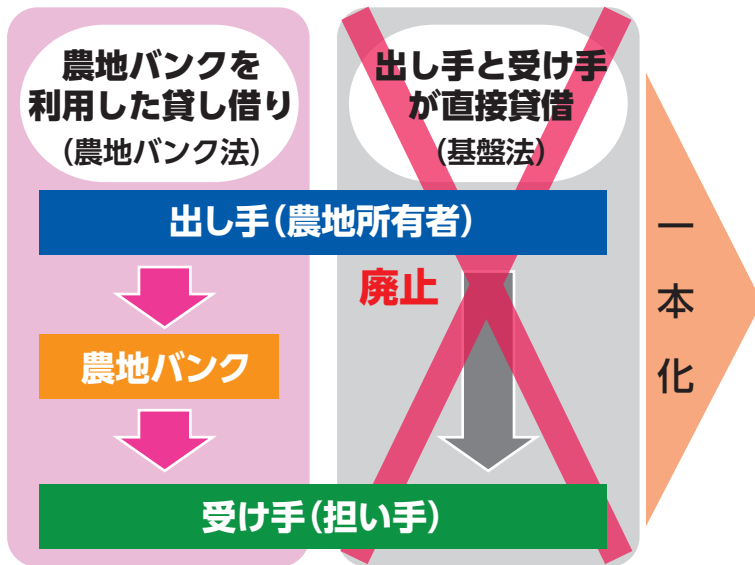 農地バンクを
利用した貸し借り
（農地バンク法）
出し手と受け手
が直接貸借
（基盤法）
出し手（農地所有者）
廃止
農地バンク
受け手（担い手）
一本化